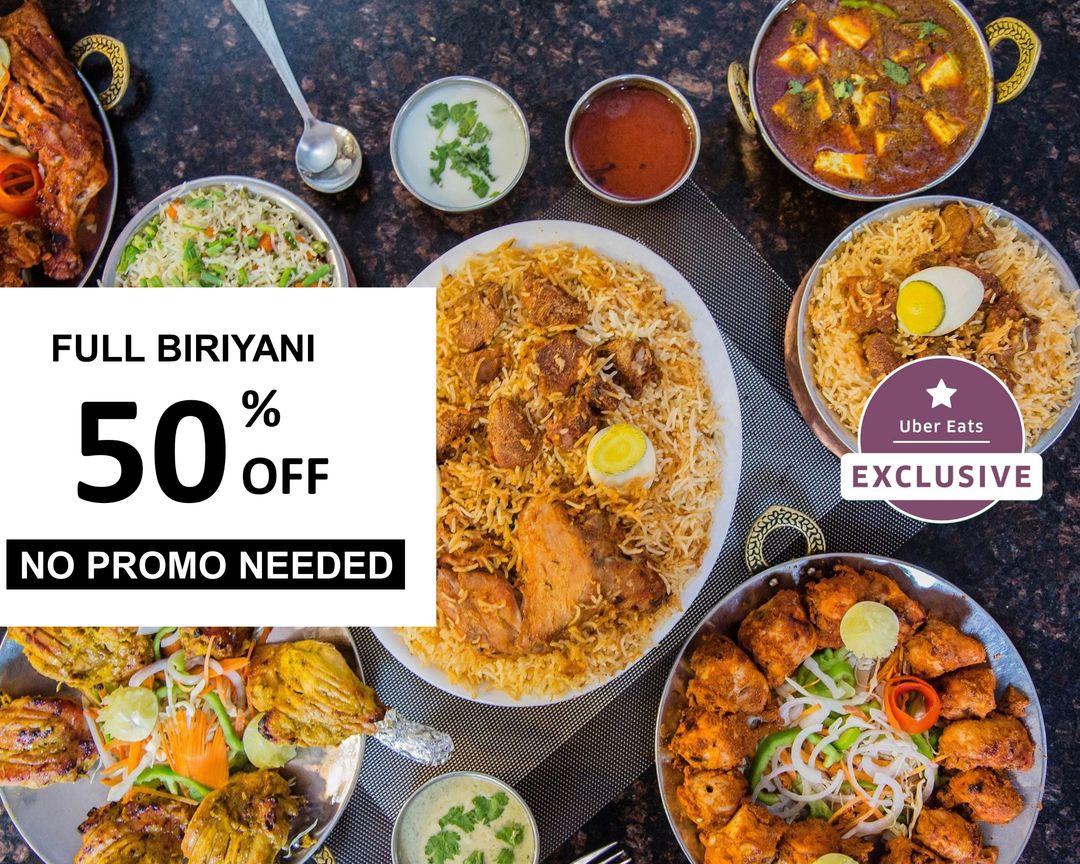 FULL BIRIYANI
50%
OFF
NO PROMO NEEDED
Uber Eats
EXCLUSIVE